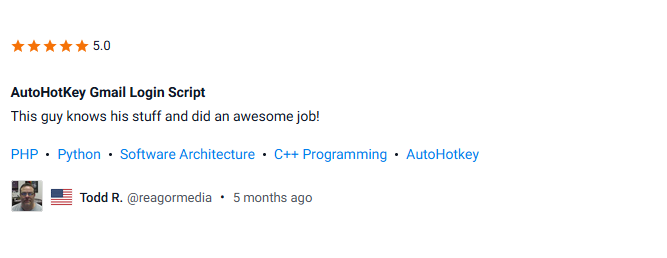 5.0
AutoHotKey Gmail Login Script
This guy knows his stuff and did an awesome job!
PHP • Python • Software Architecture • C++ Programming • AutoHotkey
Todd R. @reagormedia • 5 months ago